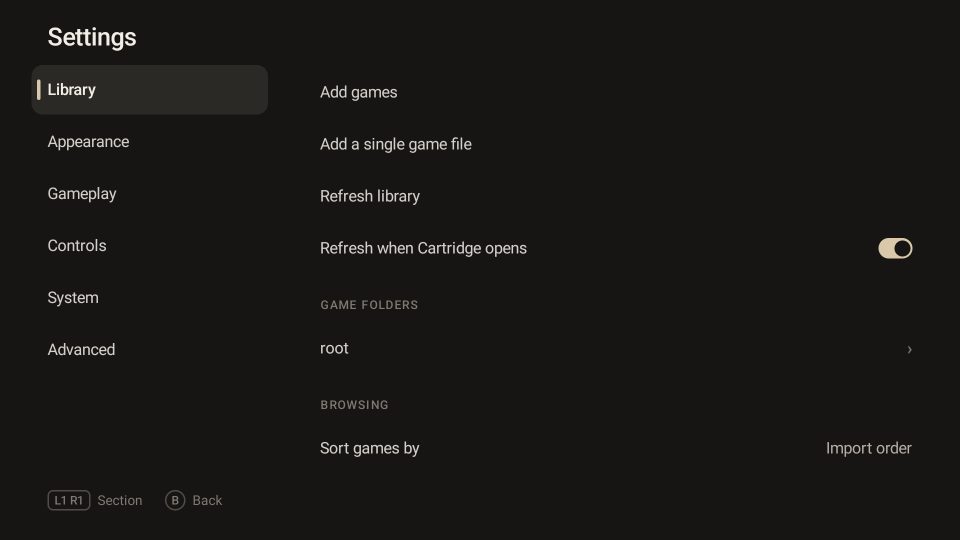 Settings
Library
Appearance
Gameplay
Controls
System
Advanced
Add games
Add a single game file
Refresh library
Refresh when Cartridge opens
GAME FOLDERS
root ›
BROWSING
Sort games by Import order
L1 R1 Section B Back